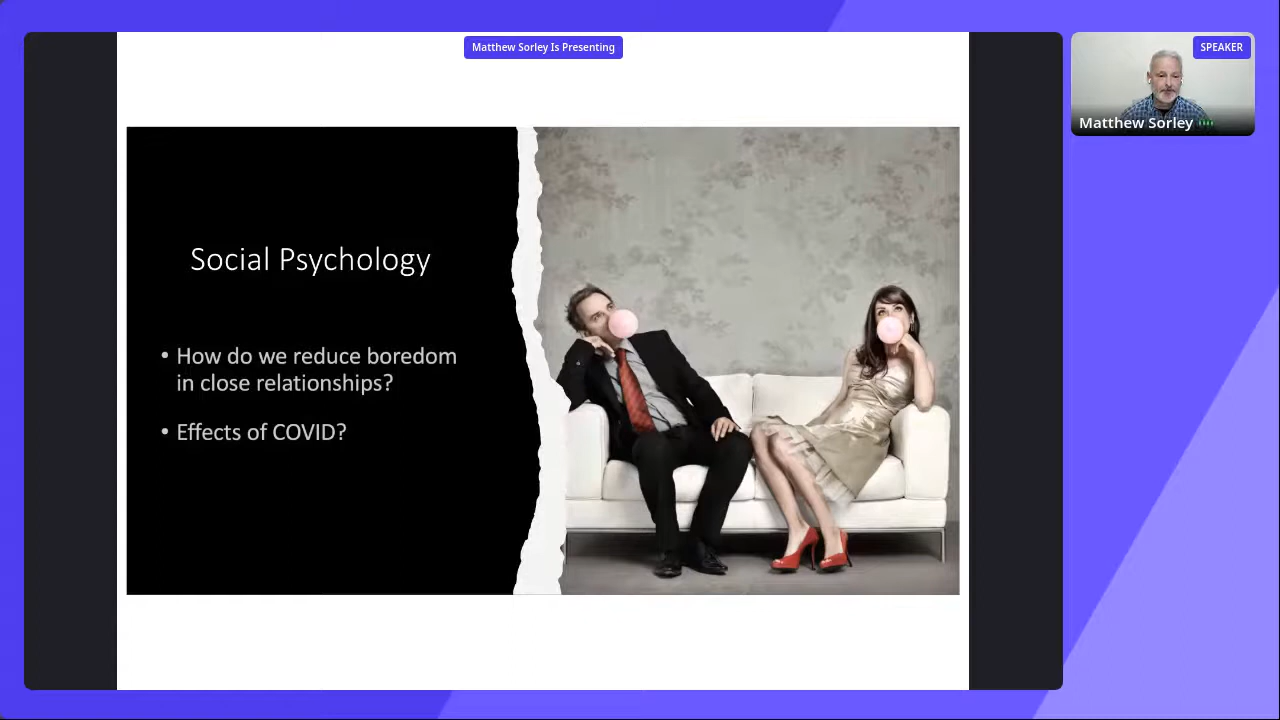 Matthew Sorley Is Presenting
SPEAKER
Matthew Sorley
Social Psychology
• How do we reduce boredom
in close relationships?
• Effects of COVID?